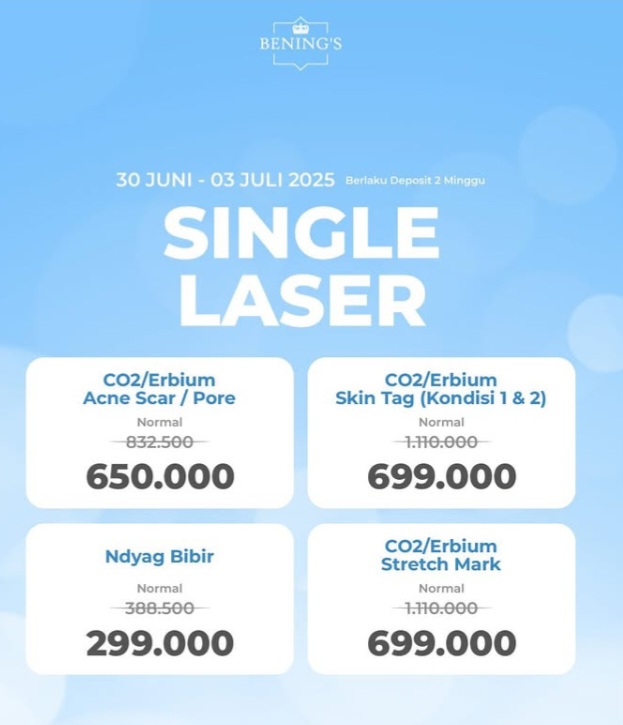 BENING'S
30 JUNI - 03 JULI 2025 Berlaku Deposit 2 Minggu
SINGLE
LASER
CO2/Erbium
Acne Scar / Pore
Normal
832.500
650.000
CO2/Erbium
Skin Tag (Kondisi 1 & 2)
Normal
1.110.000
699.000
Ndyag Bibir
Normal
388.500
299.000
CO2/Erbium
Stretch Mark
Normal
1.110.000
699.000